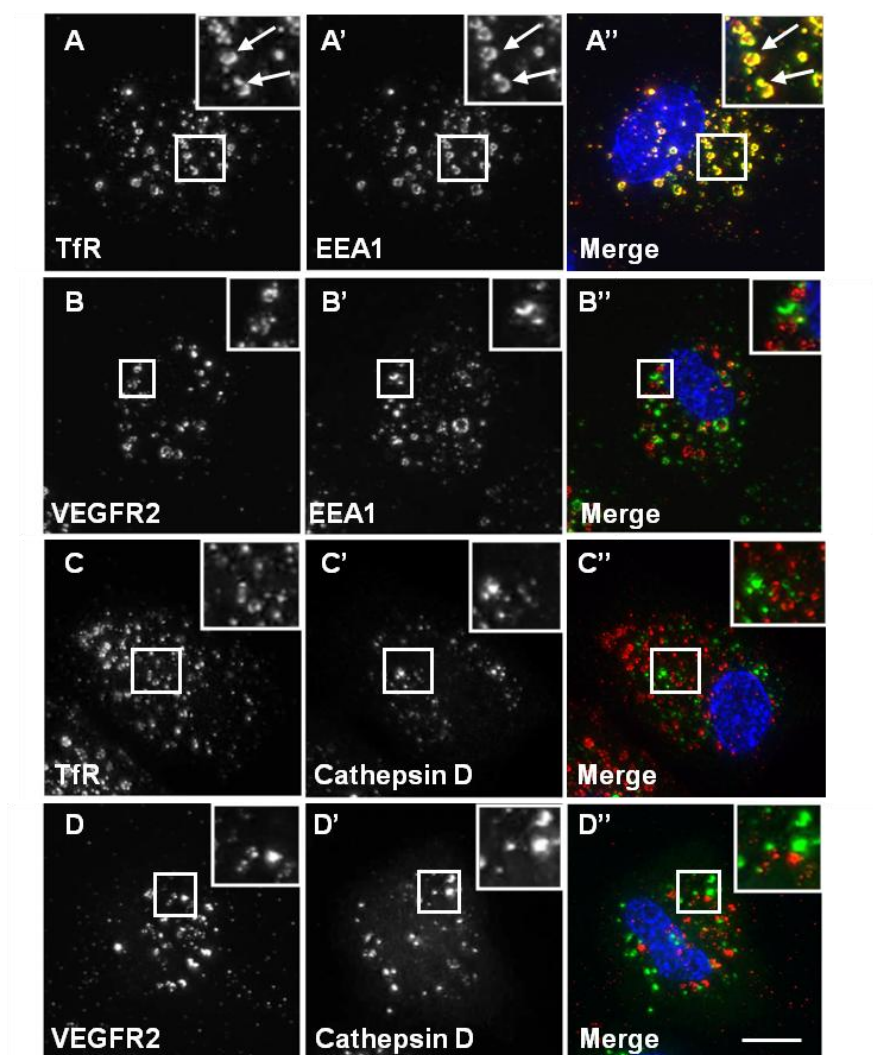 A A’ A’’
TfR EEA1 Merge
B B’ B’’
VEGFR2 EEA1 Merge
C C’ C’’
TfR Cathepsin D Merge
D D’ D’’
VEGFR2 Cathepsin D Merge